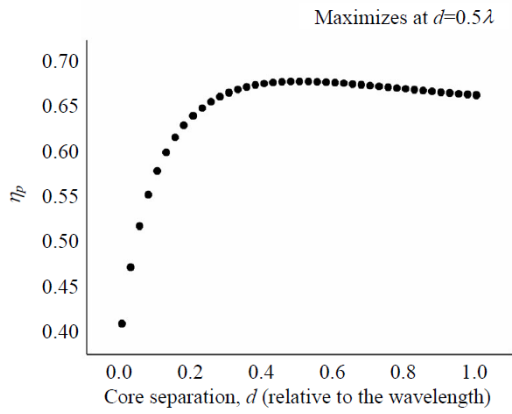 Maximizes at d=0.5λ
0.70
0.65
0.60
0.55
0.50
0.45
0.40
ηp
0.0 0.2 0.4 0.6 0.8 1.0
Core separation, d (relative to the wavelength)